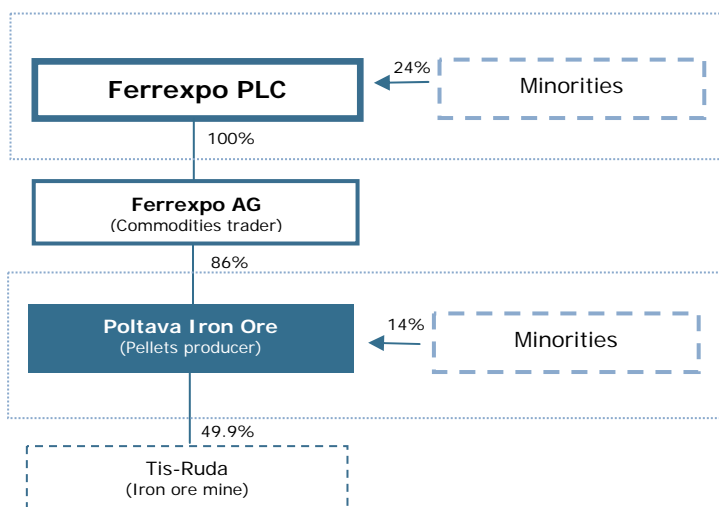 Ferrexpo PLC
24%
Minorities
100%
Ferrexpo AG
(Commodities trader)
86%
Poltava Iron Ore
(Pellets producer)
14%
Minorities
49.9%
Tis-Ruda
(Iron ore mine)